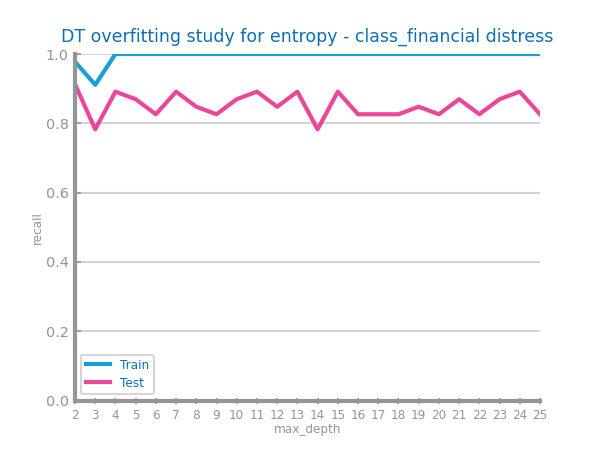 DT overfitting study for entropy - class_financial distress
1.0
0.8
0.6
0.4
0.2
0.0
recall
Train
Test
2 3 4 5 6 7 8 9 10 11 12 13 14 15 16 17 18 19 20 21 22 23 24 25
max_depth